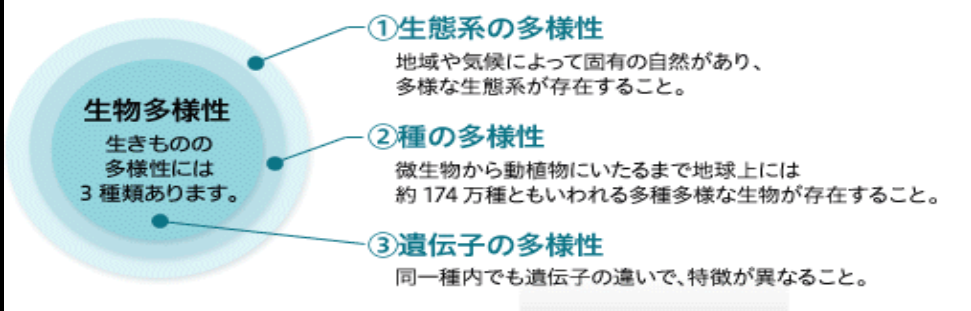 生物多様性
生きものの
多様性には
3種類あります。
①生態系の多様性
地域や気候によって固有の自然があり、
多様な生態系が存在すること。
②種の多様性
微生物から動植物にいたるまで地球上には
約174万種ともいわれる多種多様な生物が存在すること。
③遺伝子の多様性
同一種内でも遺伝子の違いで、特徴が異なること。